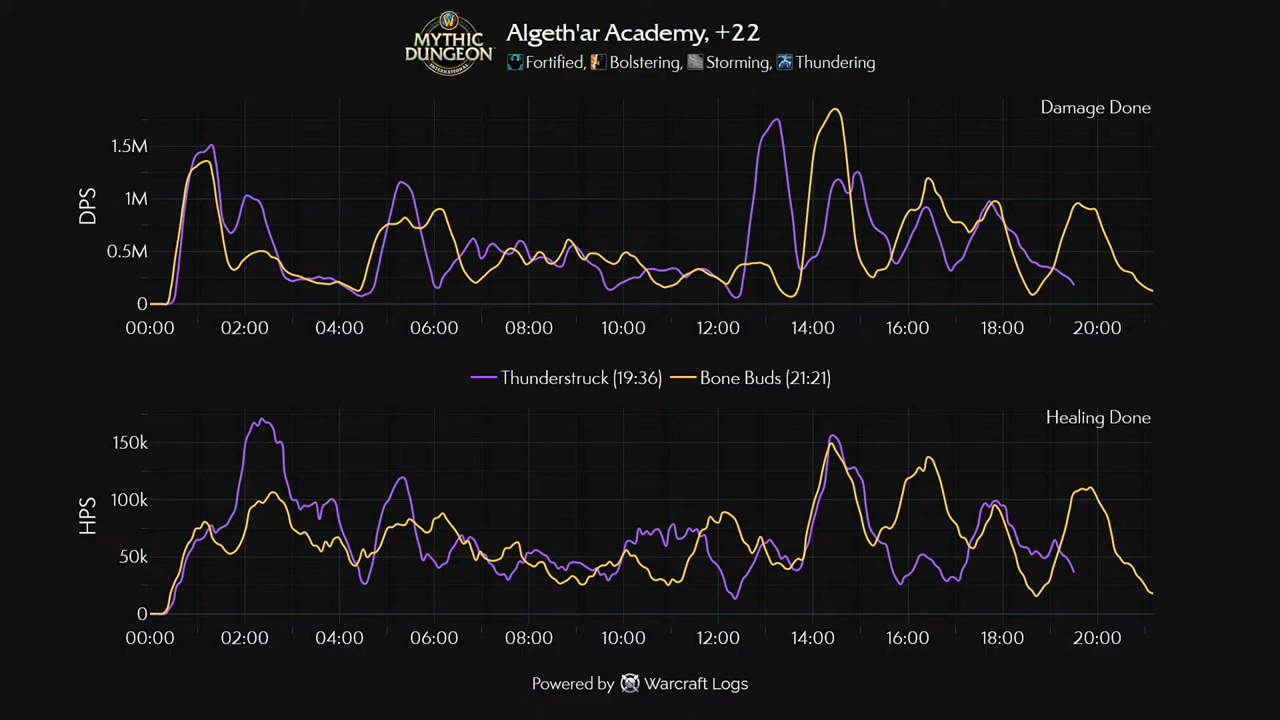 MYTHIC
DUNGEON
INTERNATIONAL
Algeth'ar Academy, +22
Fortified, Bolstering, Storming, Thundering
Damage Done
DPS
1.5M
1M
0.5M
0
00:00 02:00 04:00 06:00 08:00 10:00 12:00 14:00 16:00 18:00 20:00
Thunderstruck (19:36) Bone Buds (21:21)
Healing Done
HPS
150k
100k
50k
0
00:00 02:00 04:00 06:00 08:00 10:00 12:00 14:00 16:00 18:00 20:00
Powered by Warcraft Logs